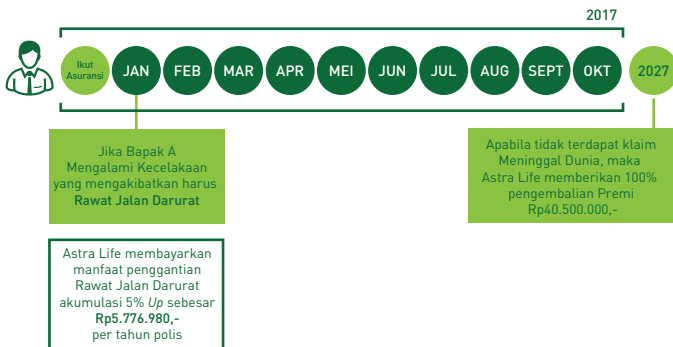 2017
Ikut
Asuransi
JAN
FEB
MAR
APR
MEI
JUN
JUL
AUG
SEPT
OKT
2027
Jika Bapak A
Mengalami Kecelakaan
yang mengakibatkan harus
Rawat Jalan Darurat
Apabila tidak terdapat klaim
Meninggal Dunia, maka
Astra Life memberikan 100%
pengembalian Premi
Rp40.500.000,-
Astra Life membayarkan
manfaat penggantian
Rawat Jalan Darurat
akumulasi 5% Up sebesar
Rp5.776.980,-
per tahun polis